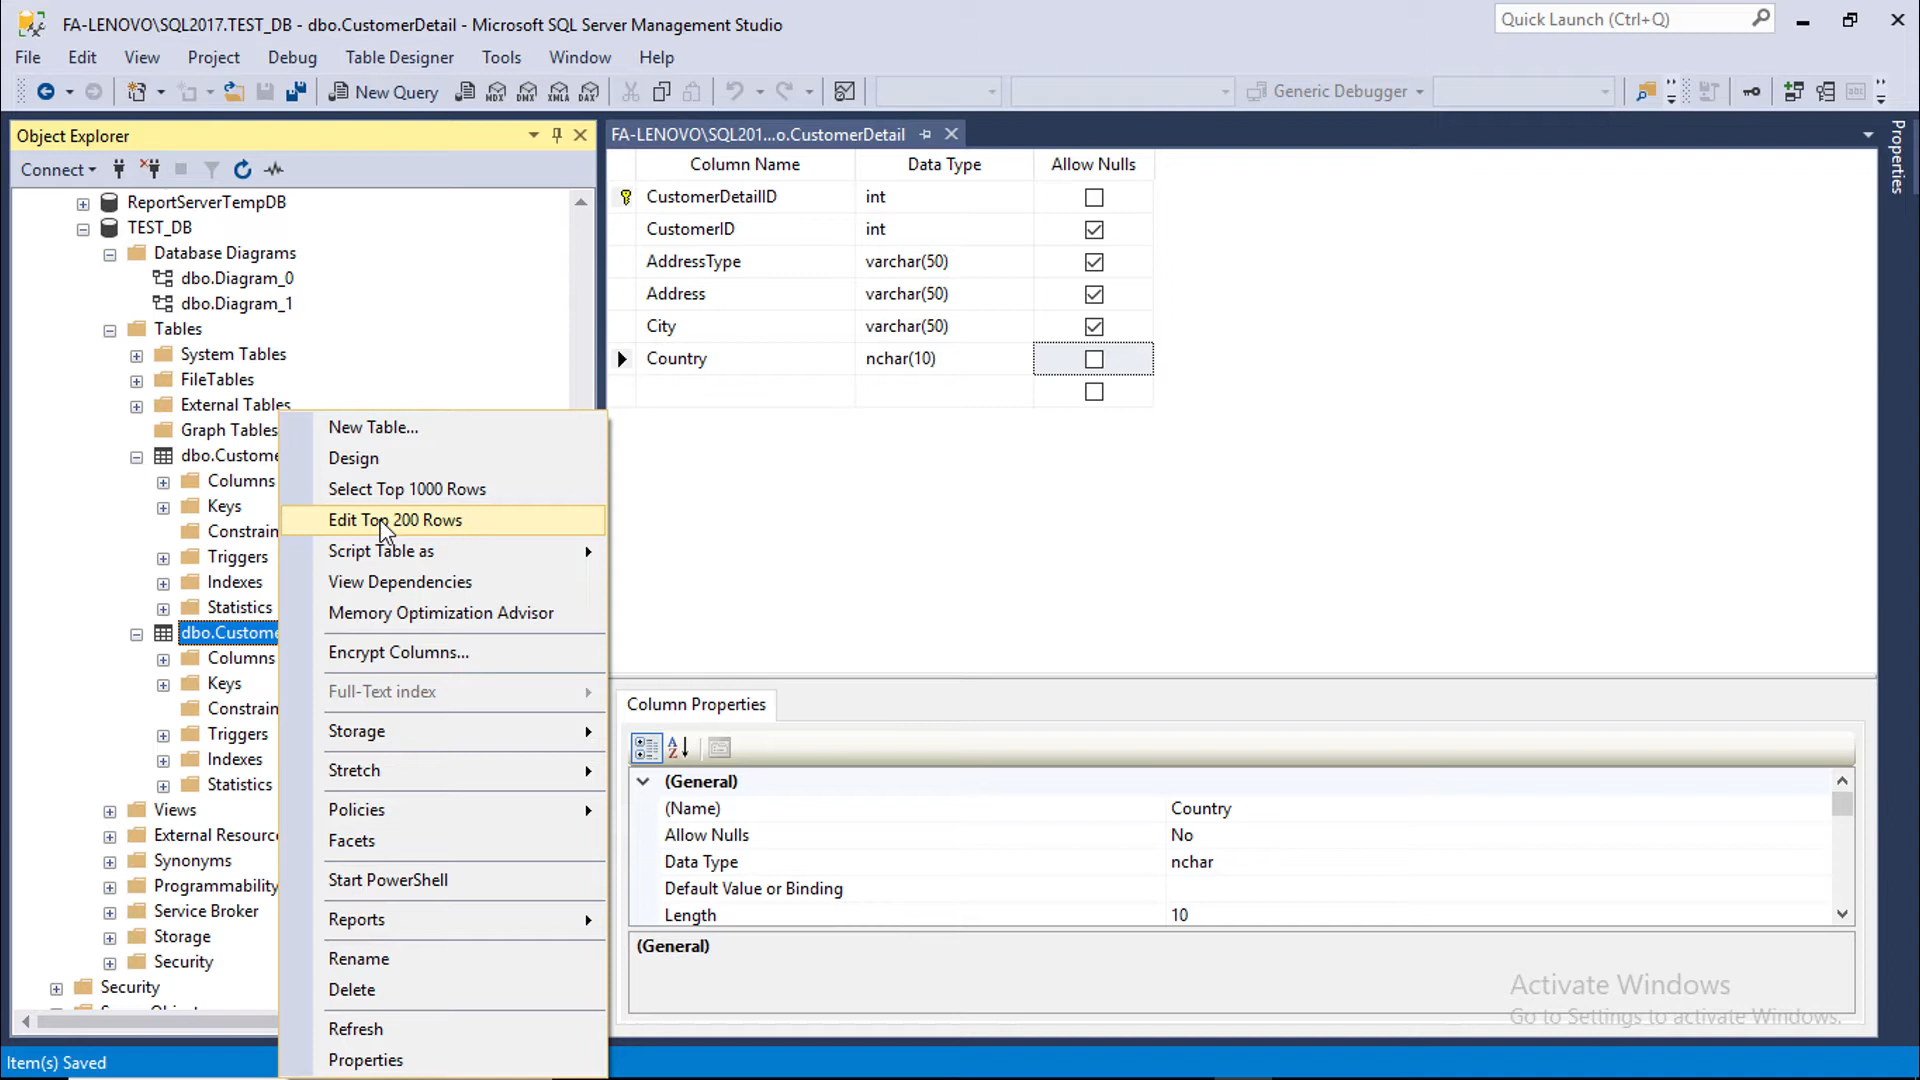 FA-LENOVO\SQL2017.TEST_DB - dbo.CustomerDetail - Microsoft SQL Server Management Studio
Quick Launch (Ctrl+Q)
File Edit View Project Debug Table Designer Tools Window Help
New Query
MDX DMX XMLA DAX
Generic Debugger
Object Explorer
Connect
ReportServerTempDB
TEST_DB
Database Diagrams
dbo.Diagram_0
dbo.Diagram_1
Tables
System Tables
FileTables
External Tables
Graph Tables
dbo.Custome
Columns
Keys
Constrain
Triggers
Indexes
Statistics
dbo.Custome
Columns
Keys
Constrain
Triggers
Indexes
Statistics
Views
External Resourc
Synonyms
Programmability
Service Broker
Storage
Security
Security
New Table...
Design
Select Top 1000 Rows
Edit Top 200 Rows
Script Table as
View Dependencies
Memory Optimization Advisor
Encrypt Columns...
Full-Text index
Storage
Stretch
Policies
Facets
Start PowerShell
Reports
Rename
Delete
Refresh
Properties
FA-LENOVO\SQL201...o.CustomerDetail
Column Name Data Type Allow Nulls
CustomerDetailID int
CustomerID int
AddressType varchar(50)
Address varchar(50)
City varchar(50)
Country nchar(10)
Column Properties
(General)
(Name) Country
Allow Nulls No
Data Type nchar
Default Value or Binding
Length 10
(General)
Properties
Activate Windows
Go to Settings to activate Windows.
Item(s) Saved